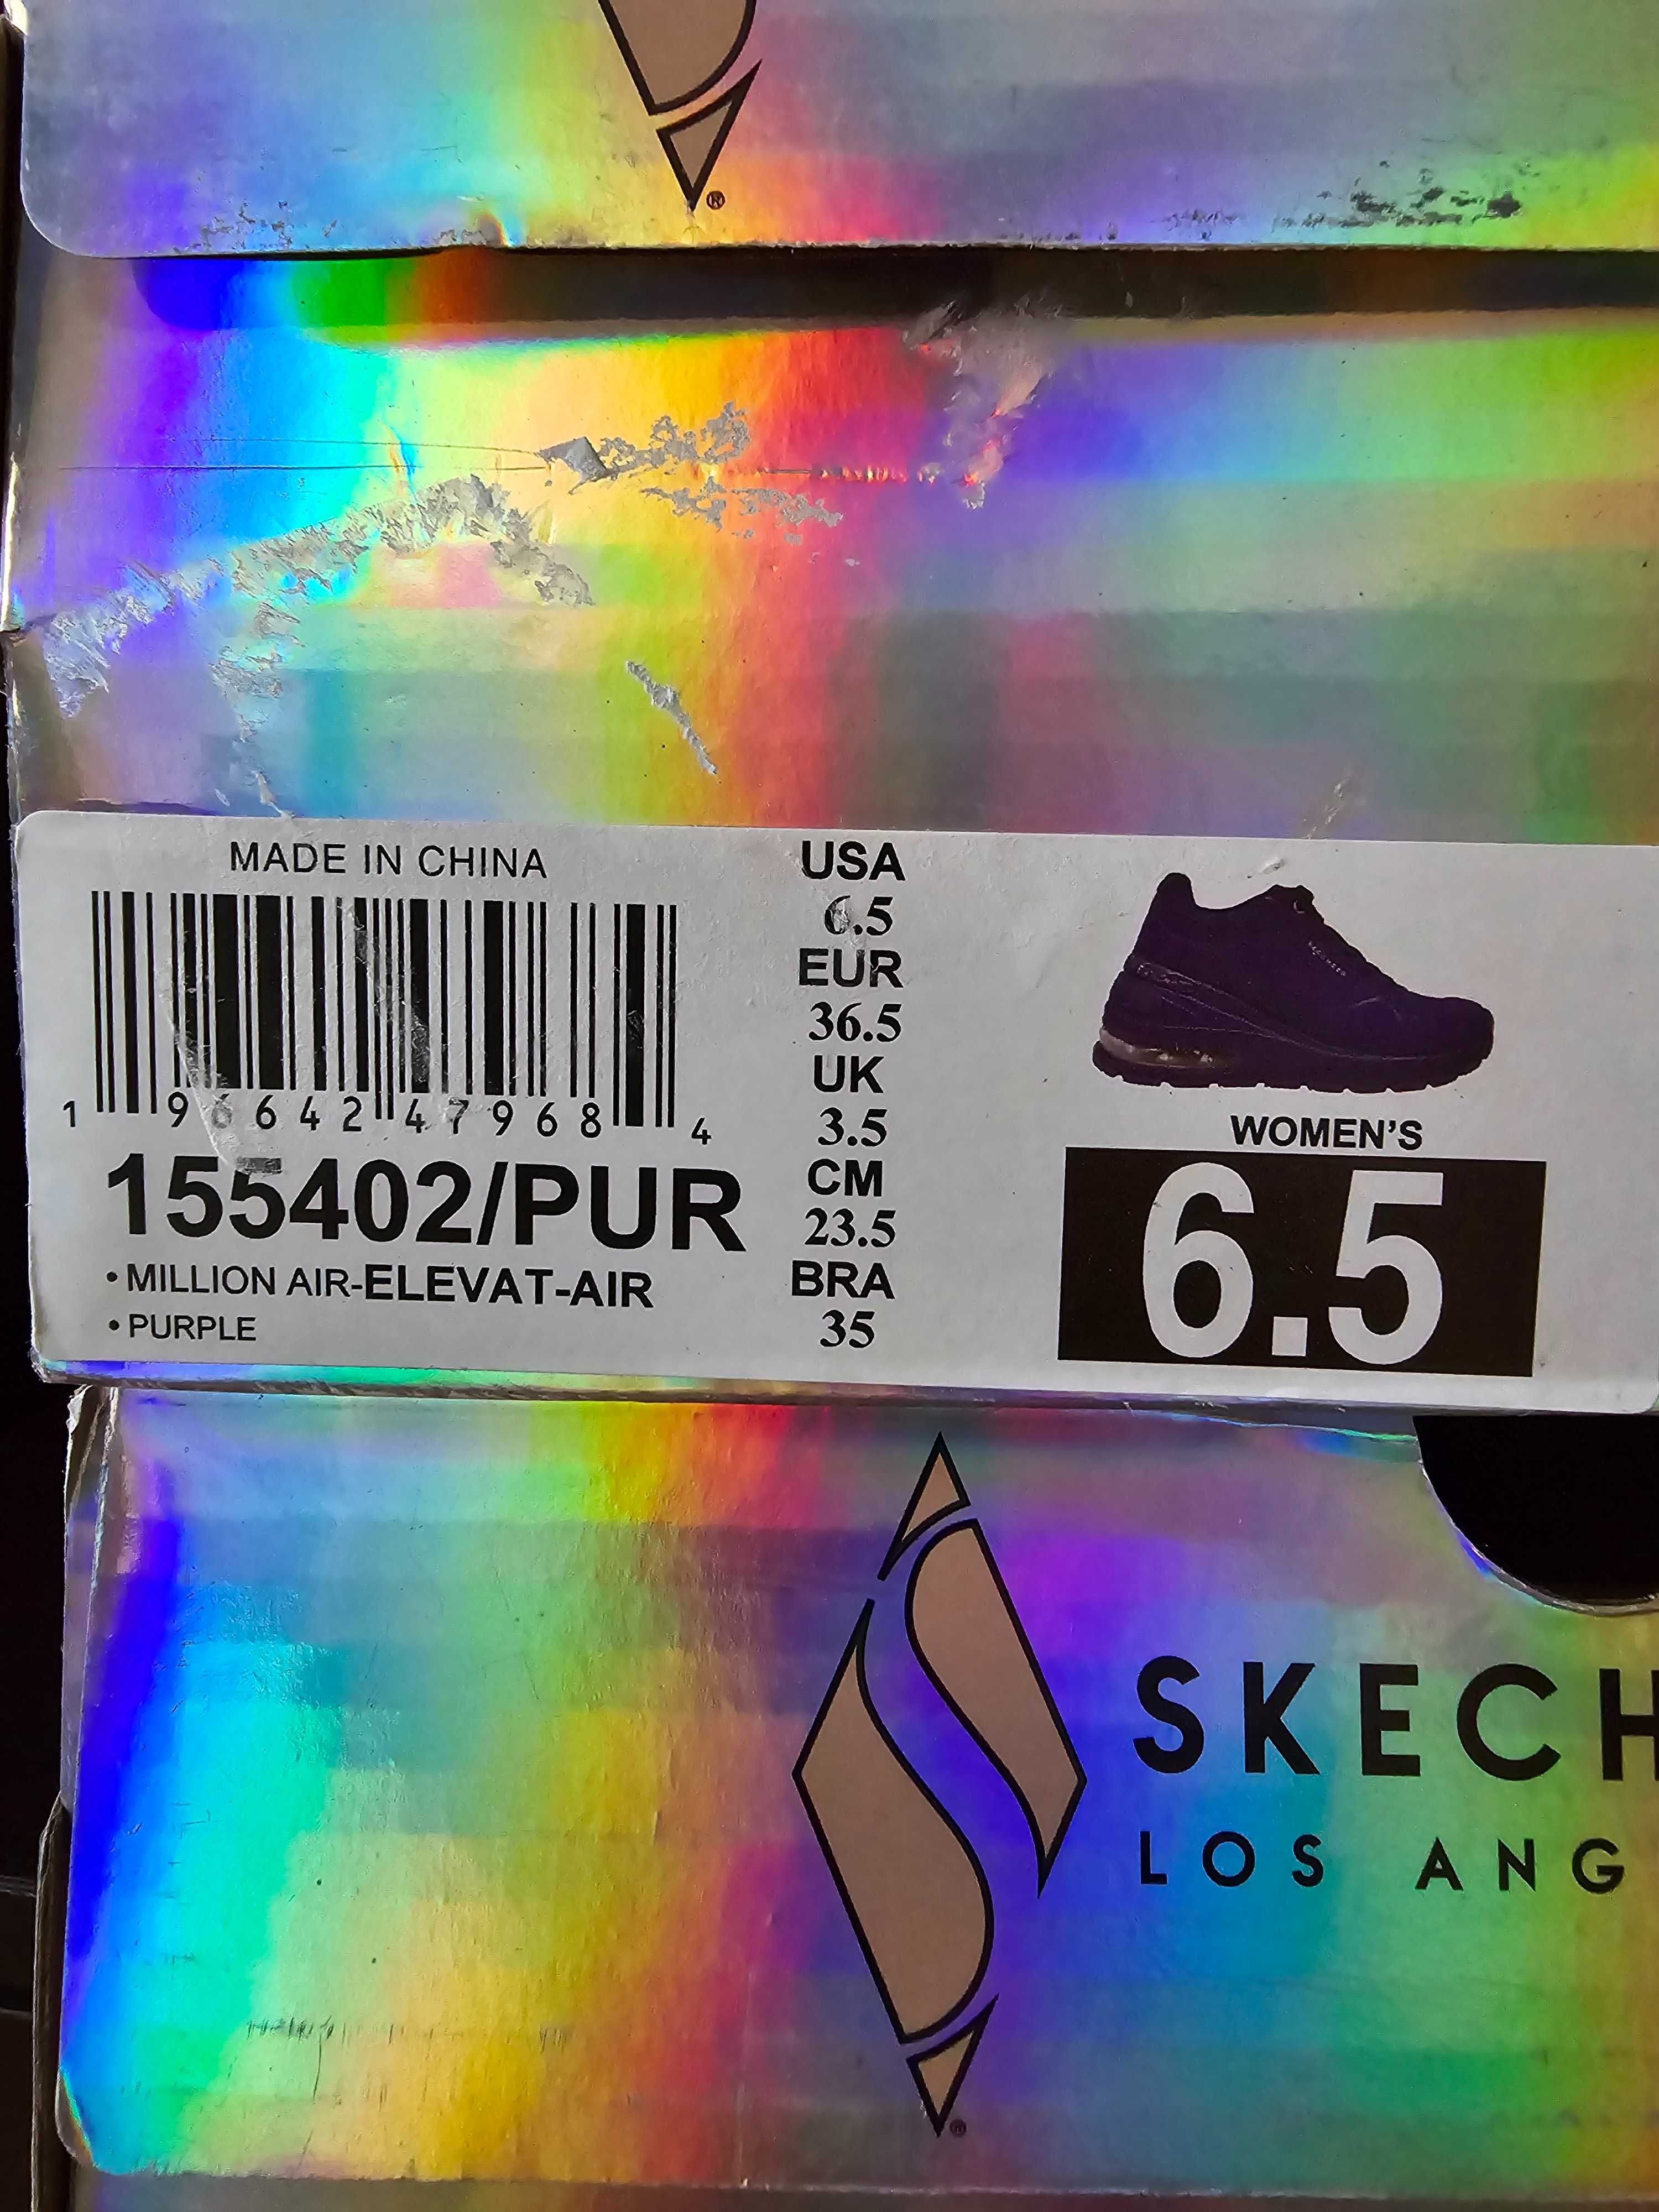 ®
MADE IN CHINA
1 96642 47968 4
155402/PUR
• MILLION AIR-ELEVAT-AIR
• PURPLE
USA
6.5
EUR
36.5
UK
3.5
CM
23.5
BRA
35
SKECHERS
WOMEN'S
6.5
SKECH
LOS ANG
®